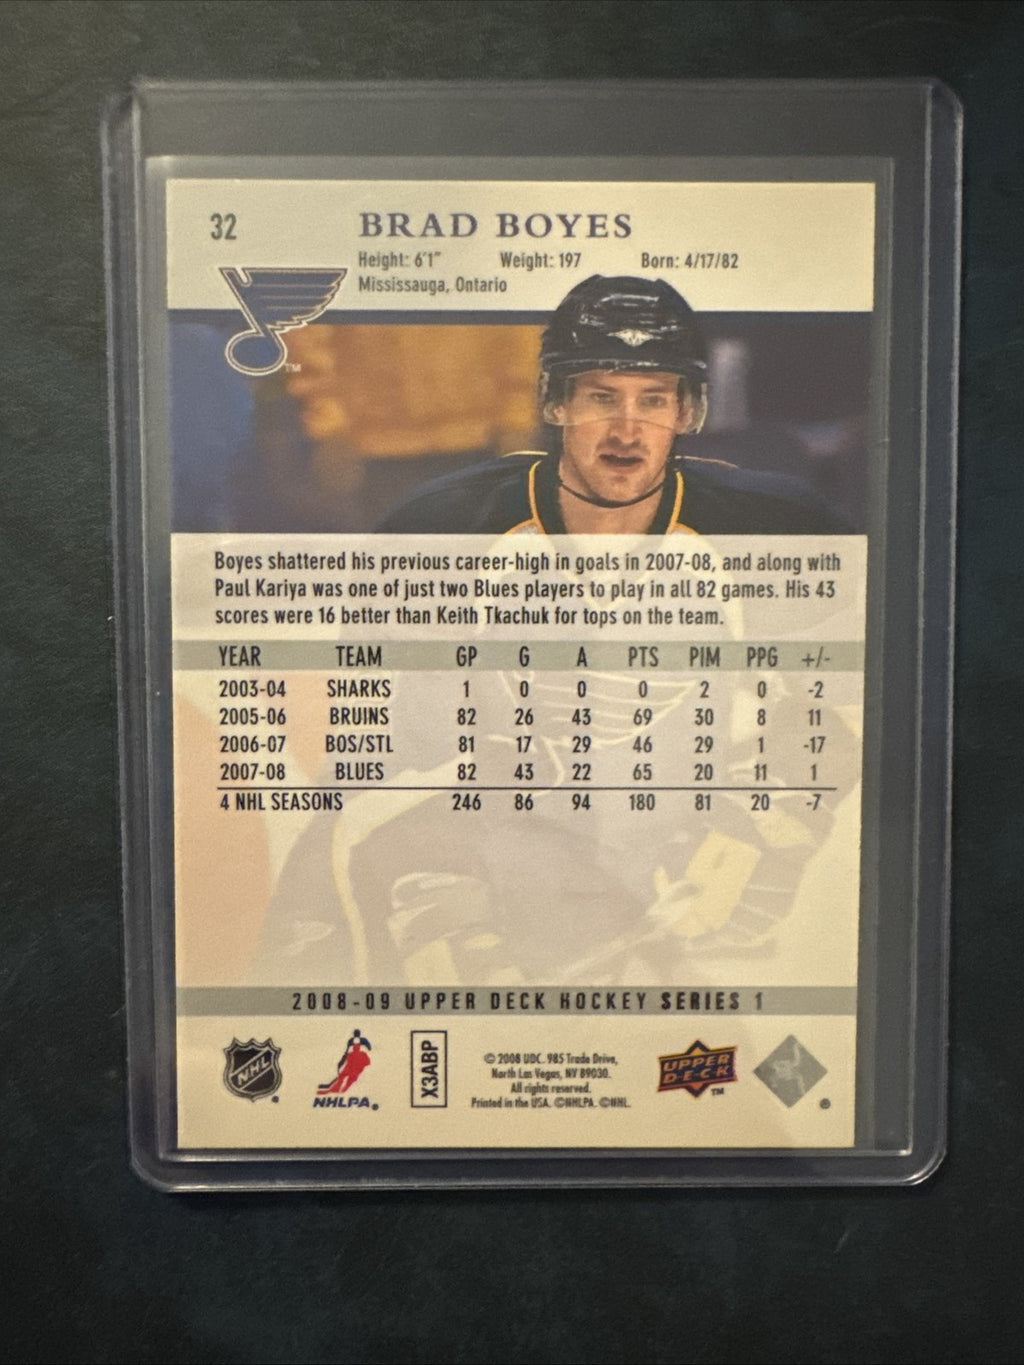 32
BRAD BOYES
Height: 6'1" Weight: 197 Born: 4/17/82
Mississauga, Ontario
TM
Boyes shattered his previous career-high in goals in 2007-08, and along with
Paul Kariya was one of just two Blues players to play in all 82 games. His 43
scores were 16 better than Keith Tkachuk for tops on the team.
YEAR TEAM GP G A PTS PIM PPG +/-
2003-04 SHARKS 1 0 0 0 2 0 -2
2005-06 BRUINS 82 26 43 69 30 8 11
2006-07 BOS/STL 81 17 29 46 29 1 -17
2007-08 BLUES 82 43 22 65 20 11 1
4 NHL SEASONS 246 86 94 180 81 20 -7
2008-09 UPPER DECK HOCKEY SERIES 1
NHL ®
NHLPA ®
X3ABP
© 2008 UDC. 985 Trade Drive,
North Las Vegas, NV 89030.
All rights reserved.
Printed in the USA. ©NHLPA. ©NHL.
UPPER
DECK
TM
®